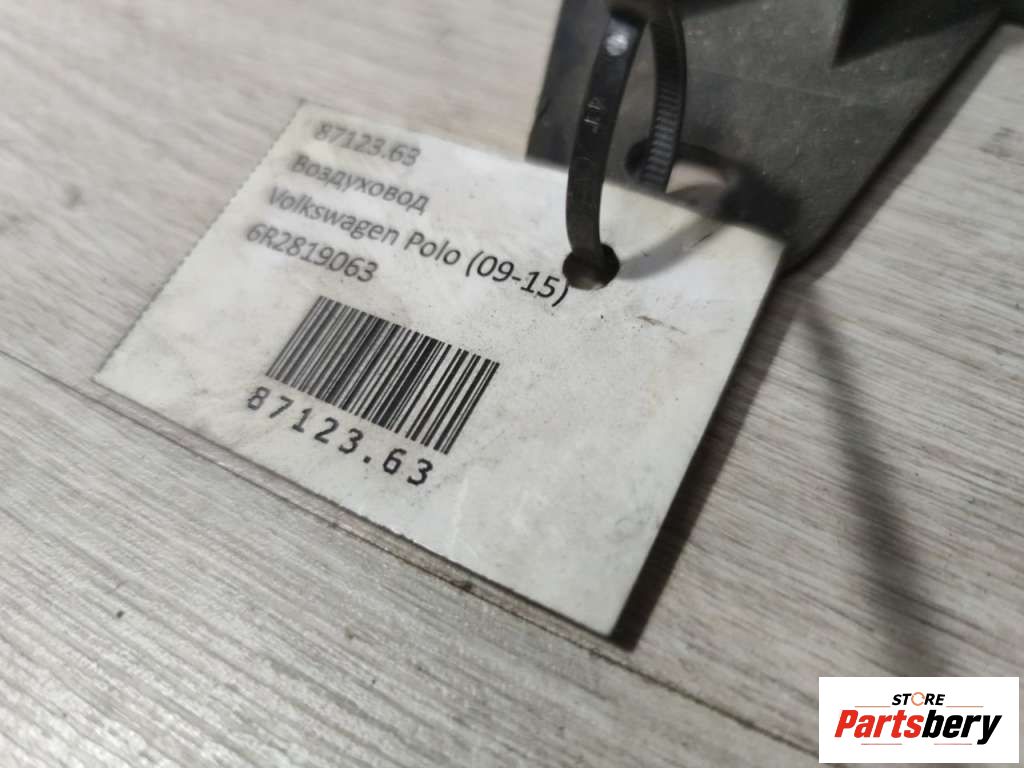 87123.63
Воздуховод
Volkswagen Polo (09-15)
6R2819063
87123.63
STORE
Partsbery